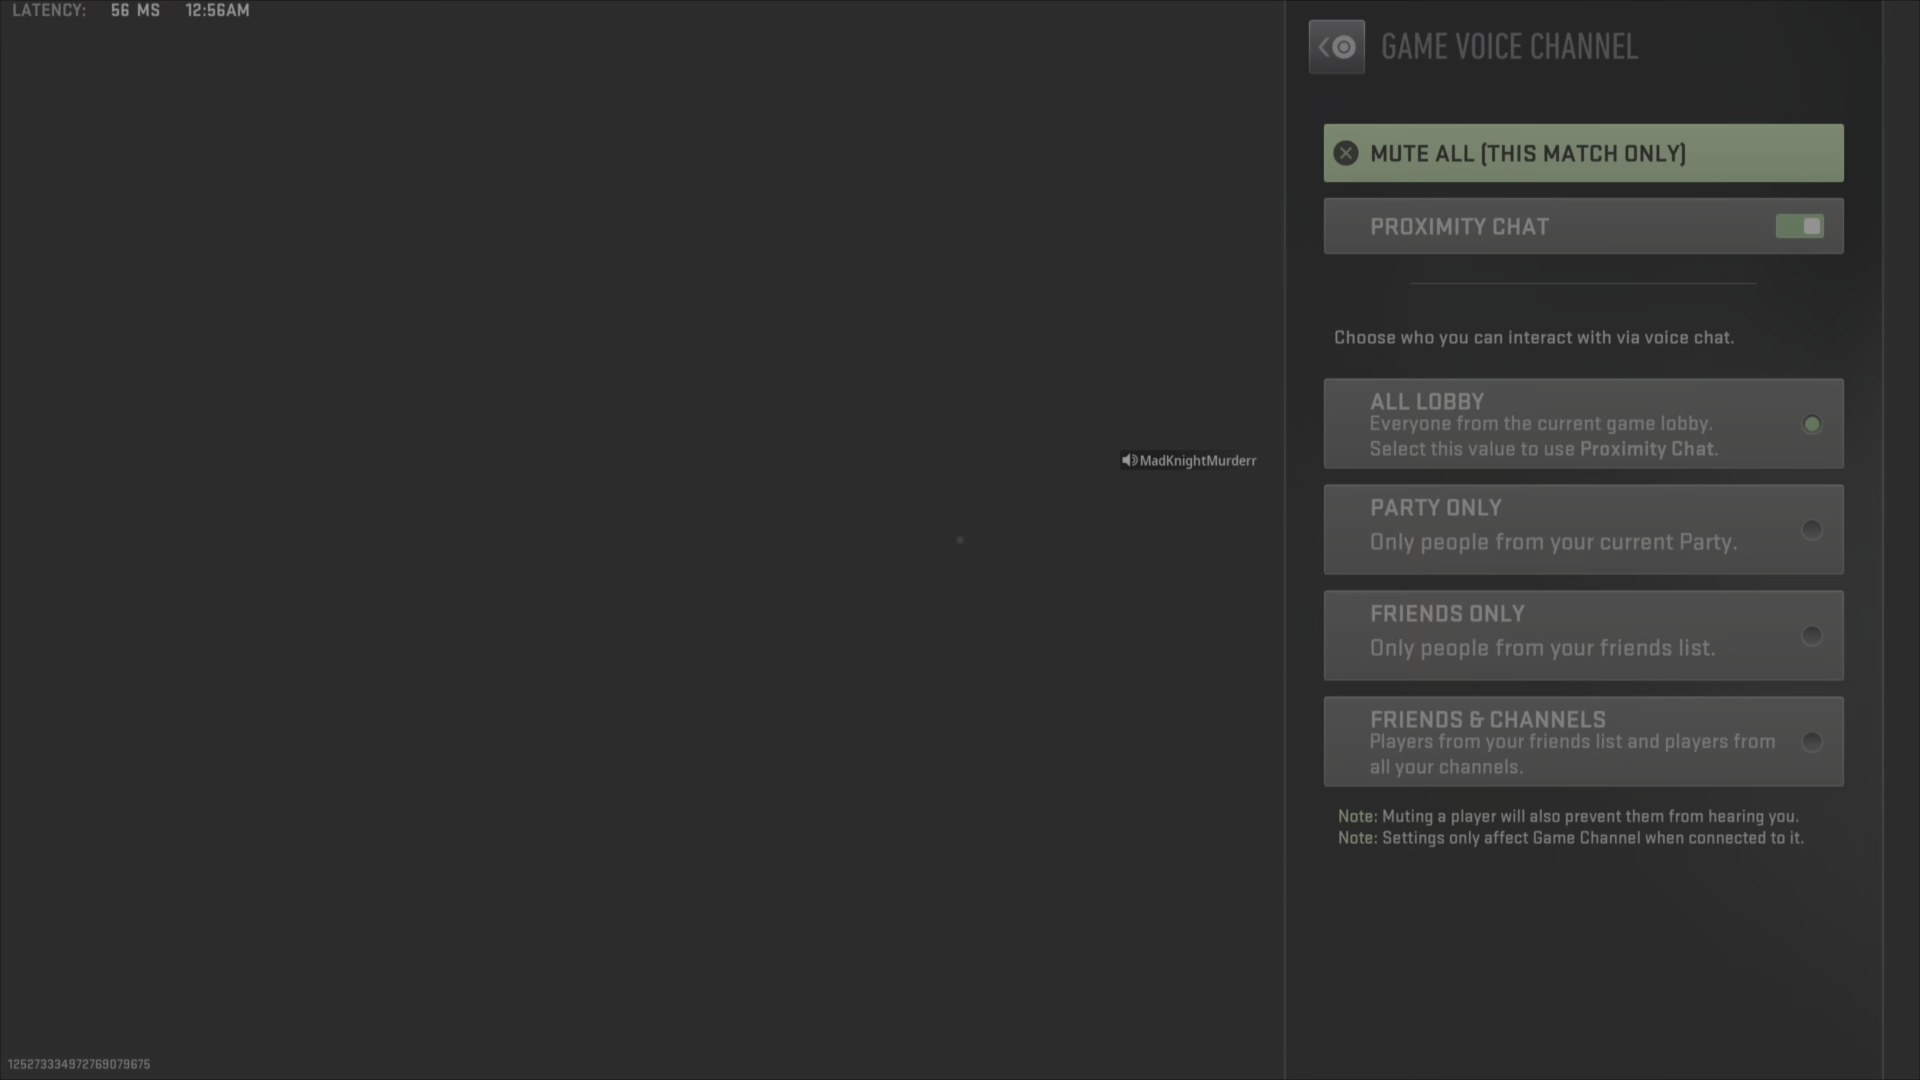 LATENCY: 56 MS 12:56AM
GAME VOICE CHANNEL
MUTE ALL (THIS MATCH ONLY)
PROXIMITY CHAT
Choose who you can interact with via voice chat.
ALL LOBBY
Everyone from the current game lobby.
Select this value to use Proximity Chat.
MadKnightMurderr
PARTY ONLY
Only people from your current Party.
FRIENDS ONLY
Only people from your friends list.
FRIENDS & CHANNELS
Players from your friends list and players from
all your channels.
Note: Muting a player will also prevent them from hearing you.
Note: Settings only affect Game Channel when connected to it.
125273334972769079675